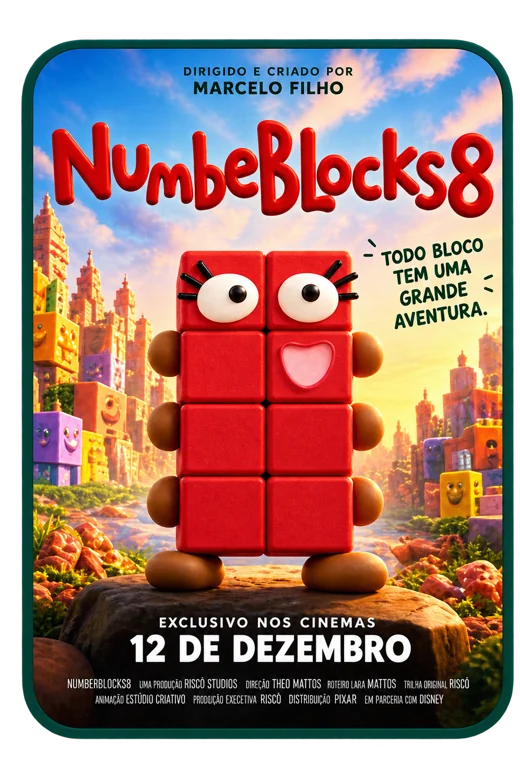 DIRIGIDO E CRIADO POR
MARCELO FILHO
NumbeBLocks8
TODO BLOCO
TEM UMA
GRANDE
AVENTURA.
EXCLUSIVO NOS CINEMAS
12 DE DEZEMBRO
NUMBERBLOCKS8 UMA PRODUÇÃO RISCÔ STUDIOS DIREÇÃO THEO MATTOS ROTEIRO LARA MATTOS TRILHA ORIGINAL RISCÔ
ANIMAÇÃO ESTÚDIO CRIATIVO PRODUÇÃO EXECETIVA RISCÔ DISTRIBUIÇÃO PIXAR EM PARCERIA COM DISNEY